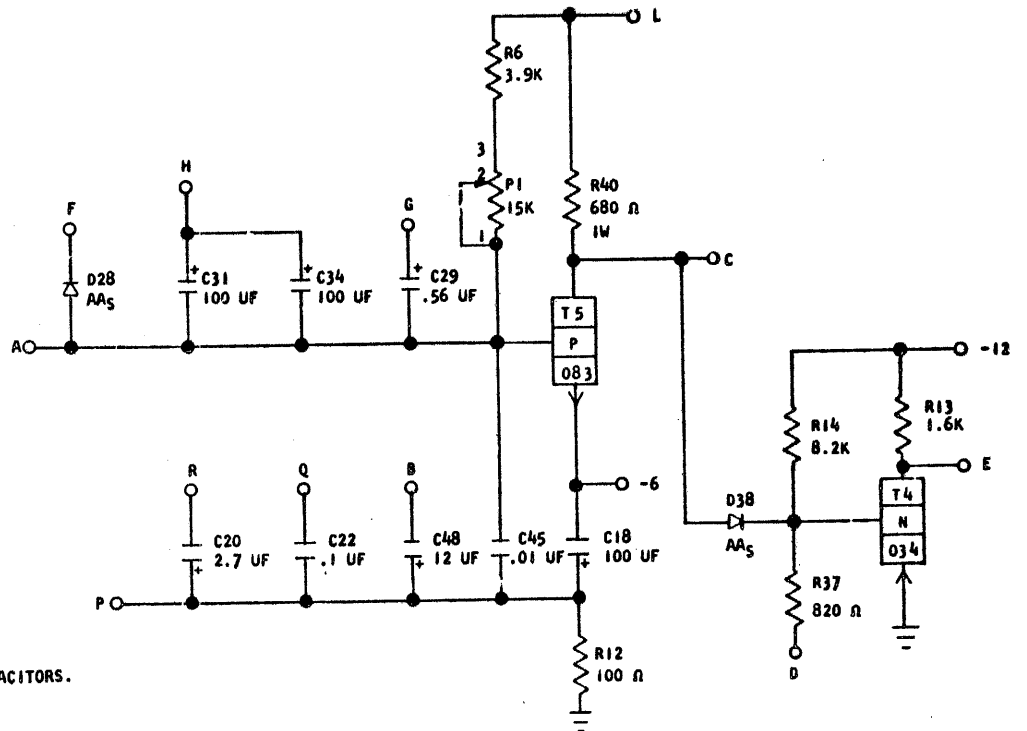 L
R6
3.9K
3
2
P1
15K
1
R40
680 Ω
1W
C
H
F
G
D28
AAS
C31
100 UF
C34
100 UF
C29
.56 UF
A
T5
P
083
-12
R14
8.2K
R13
1.6K
E
-6
R
Q
B
D38
AAS
T4
N
034
C20
2.7 UF
C22
.1 UF
C48
12 UF
C45
.01 UF
C18
100 UF
P
R37
820 Ω
R12
100 Ω
D
ACITORS.